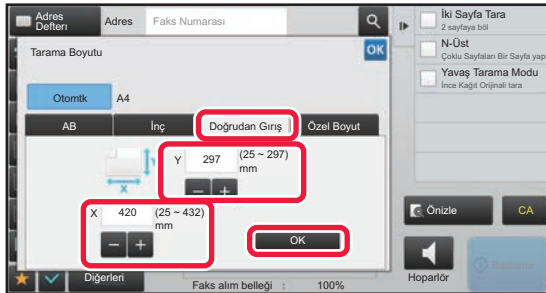 Adres Defteri
Adres
Faks Numarası
İki Sayfa Tara
2 sayfaya böl
N-Üst
Çoklu Sayfaları Bir Sayfa yap
Yavaş Tarama Modu
İnce Kağıt Orijinali tara
Tarama Boyutu
OK
Otomtk
A4
AB
İnç
Doğrudan Giriş
Özel Boyut
Y
Y 297 (25 ~ 297)
mm
X
X 420 (25 ~ 432)
mm
OK
Önizle
CA
Hoparlör
Diğerleri
Faks alım belleği : 100%